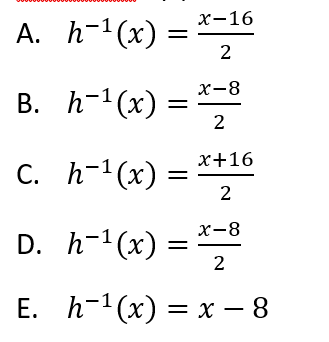 A. h⁻¹(x) = (x−16)/2
B. h⁻¹(x) = (x−8)/2
C. h⁻¹(x) = (x+16)/2
D. h⁻¹(x) = (x−8)/2
E. h⁻¹(x) = x − 8